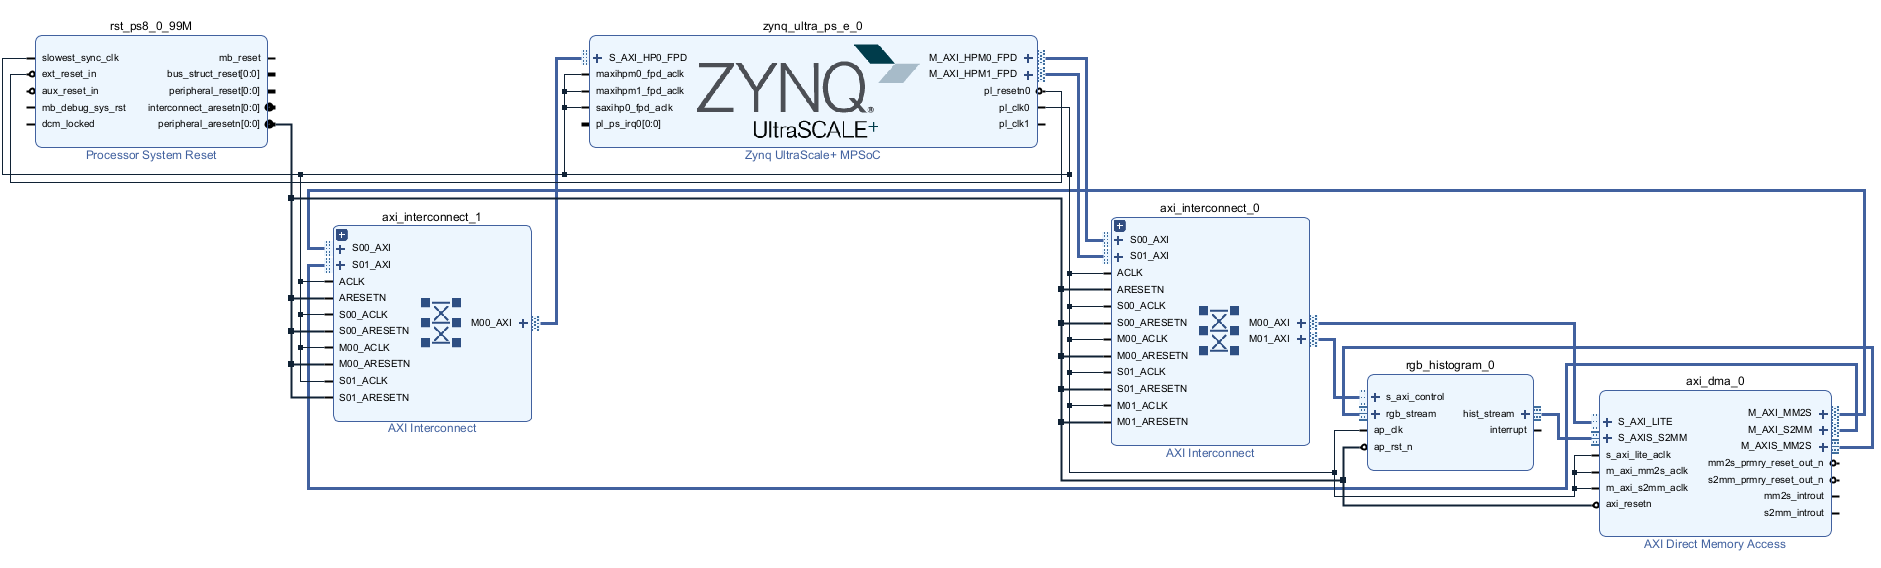 rst_ps8_0_99M
slowest_sync_clk
ext_reset_in
aux_reset_in
mb_debug_sys_rst
dcm_locked
mb_reset
bus_struct_reset[0:0]
peripheral_reset[0:0]
interconnect_aresetn[0:0]
peripheral_aresetn[0:0]
Processor System Reset
zynq_ultra_ps_e_0
S_AXI_HP0_FPD
maxihpm0_fpd_aclk
maxihpm1_fpd_aclk
saxihp0_fpd_aclk
pl_ps_irq0[0:0]
ZYNQ®
UltraSCALE+
M_AXI_HPM0_FPD
M_AXI_HPM1_FPD
pl_resetn0
pl_clk0
pl_clk1
Zynq UltraScale+ MPSoC
axi_interconnect_1
S00_AXI
S01_AXI
ACLK
ARESETN
S00_ACLK
S00_ARESETN
M00_ACLK
M00_ARESETN
S01_ACLK
S01_ARESETN
M00_AXI
AXI Interconnect
axi_interconnect_0
S00_AXI
S01_AXI
ACLK
ARESETN
S00_ACLK
S00_ARESETN
M00_ACLK
M00_ARESETN
S01_ACLK
S01_ARESETN
M01_ACLK
M01_ARESETN
M00_AXI
M01_AXI
AXI Interconnect
rgb_histogram_0
s_axi_control
rgb_stream
ap_clk
ap_rst_n
hist_stream
interrupt
axi_dma_0
S_AXI_LITE
S_AXIS_S2MM
s_axi_lite_aclk
m_axi_mm2s_aclk
m_axi_s2mm_aclk
axi_resetn
M_AXI_MM2S
M_AXI_S2MM
M_AXIS_MM2S
mm2s_prmry_reset_out_n
s2mm_prmry_reset_out_n
mm2s_introut
s2mm_introut
AXI Direct Memory Access